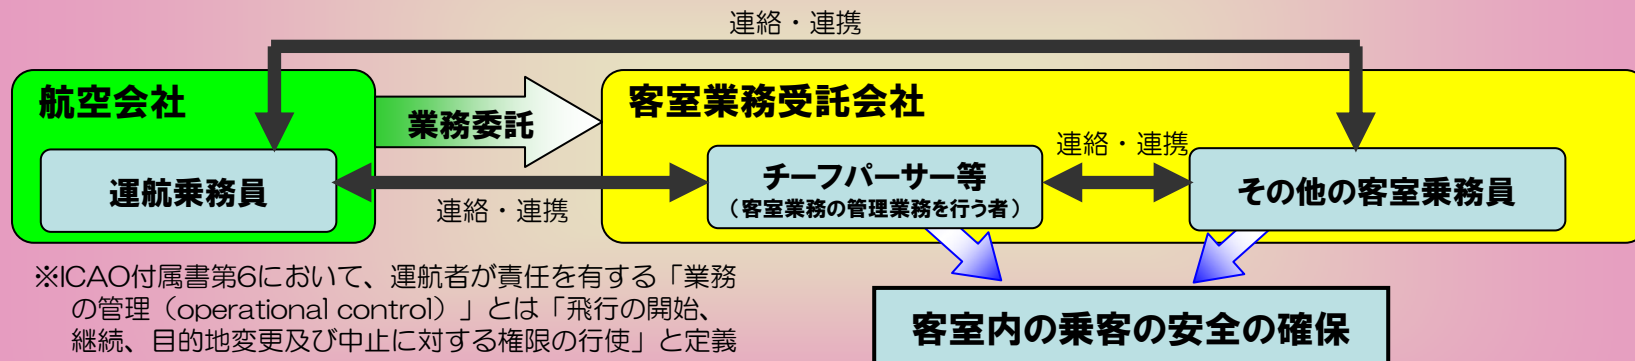 連絡・連携
航空会社
業務委託
客室業務受託会社
運航乗務員
連絡・連携
チーフパーサー等
（客室業務の管理業務を行う者）
連絡・連携
その他の客室乗務員
※ICAO付属書第6において、運航者が責任を有する「業務
の管理（operational control）」とは「飛行の開始、
継続、目的地変更及び中止に対する権限の行使」と定義
客室内の乗客の安全の確保